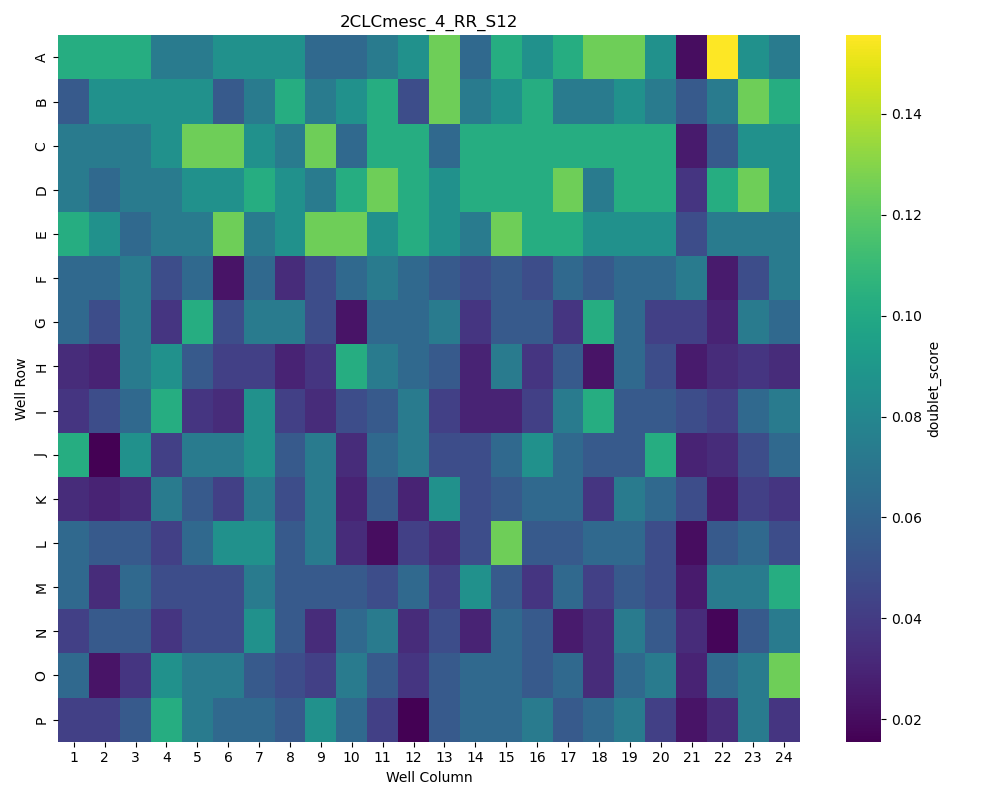 2CLCmesc_4_RR_S12
A
B
C
D
E
F
G
H
I
J
K
L
M
N
O
P
Well Row
1 2 3 4 5 6 7 8 9 10 11 12 13 14 15 16 17 18 19 20 21 22 23 24
Well Column
0.14
0.12
0.10
0.08
0.06
0.04
0.02
doublet_score